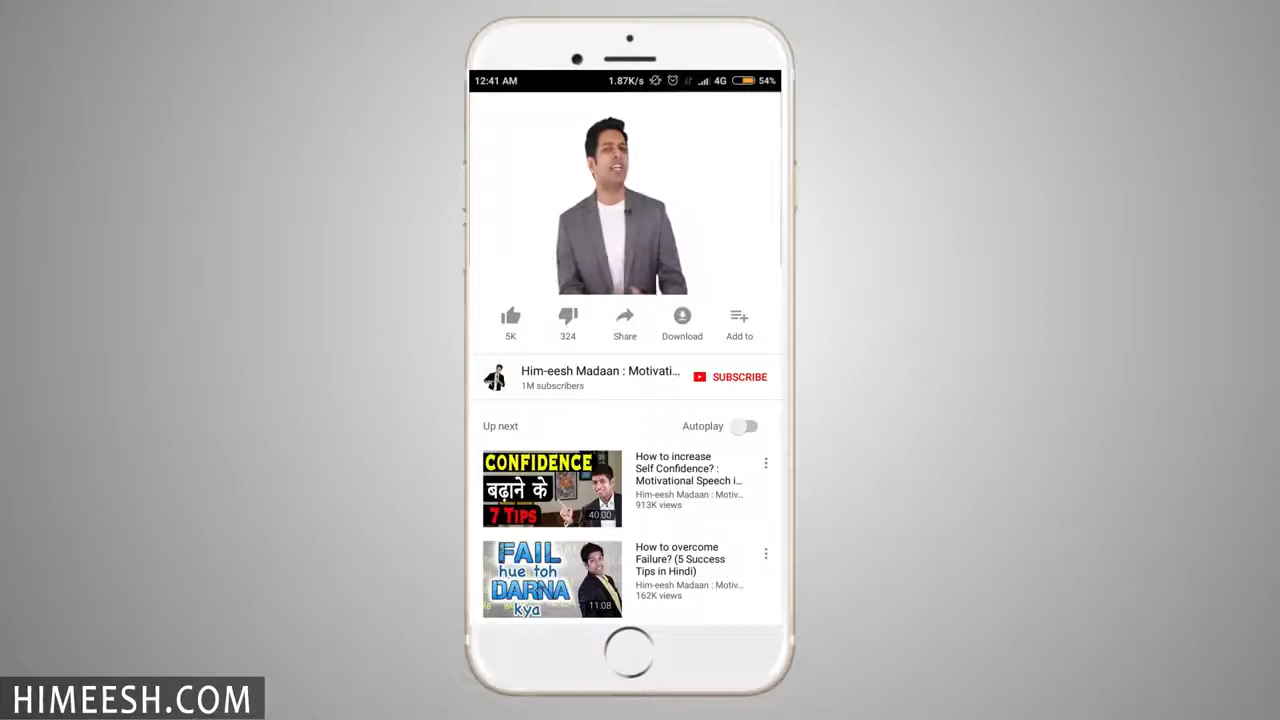 12:41 AM 1.87K/s 4G 54%
5K 324 Share Download Add to
Him-eesh Madaan : Motivati...
1M subscribers
SUBSCRIBE
Up next Autoplay
CONFIDENCE
बढ़ाने के
7 TIPS
40:00
How to increase
Self Confidence? :
Motivational Speech i...
Him-eesh Madaan : Motiv...
913K views
FAIL
hue toh
DARNA
kya
11:08
How to overcome
Failure? (5 Success
Tips in Hindi)
Him-eesh Madaan : Motiv...
162K views
HIMEESH.COM